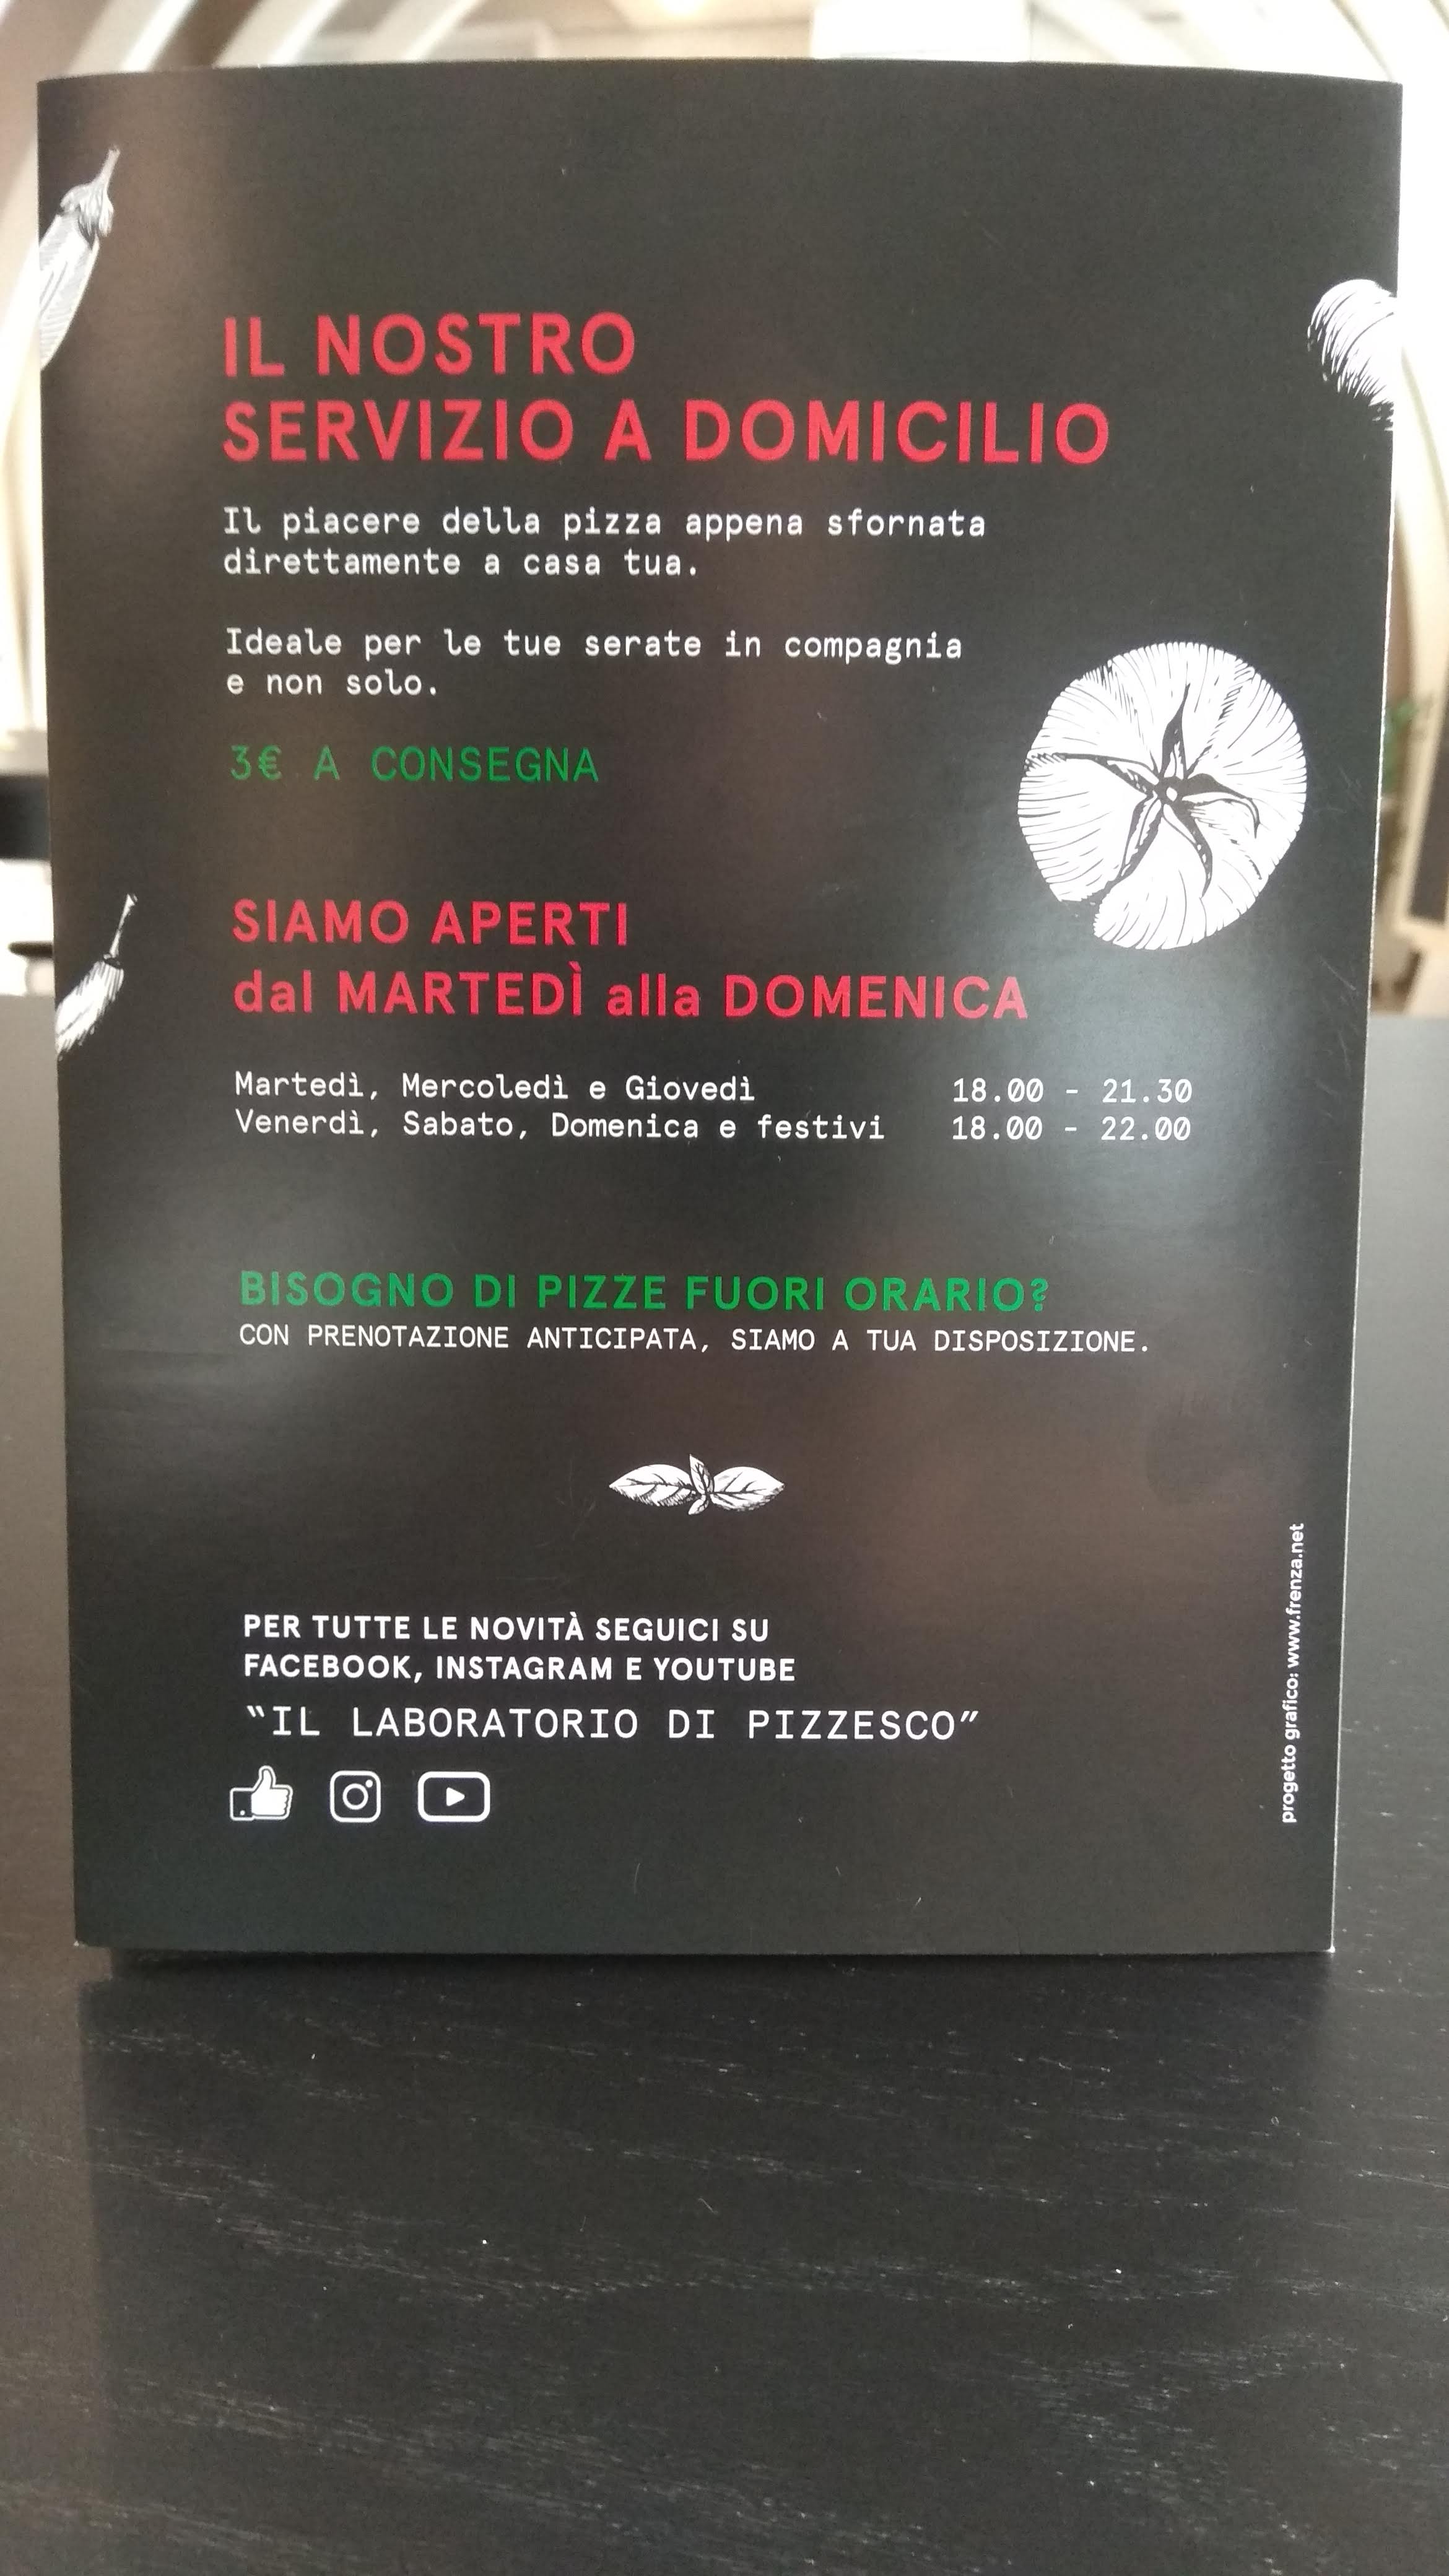 IL NOSTRO
SERVIZIO A DOMICILIO
Il piacere della pizza appena sfornata
direttamente a casa tua.
Ideale per le tue serate in compagnia
e non solo.
3€ A CONSEGNA
SIAMO APERTI
dal MARTEDÌ alla DOMENICA
Martedì, Mercoledì e Giovedì 18.00 - 21.30
Venerdì, Sabato, Domenica e festivi 18.00 - 22.00
BISOGNO DI PIZZE FUORI ORARIO?
CON PRENOTAZIONE ANTICIPATA, SIAMO A TUA DISPOSIZIONE.
PER TUTTE LE NOVITÀ SEGUICI SU
FACEBOOK, INSTAGRAM E YOUTUBE
“IL LABORATORIO DI PIZZESCO”
progetto grafico: www.frenza.net